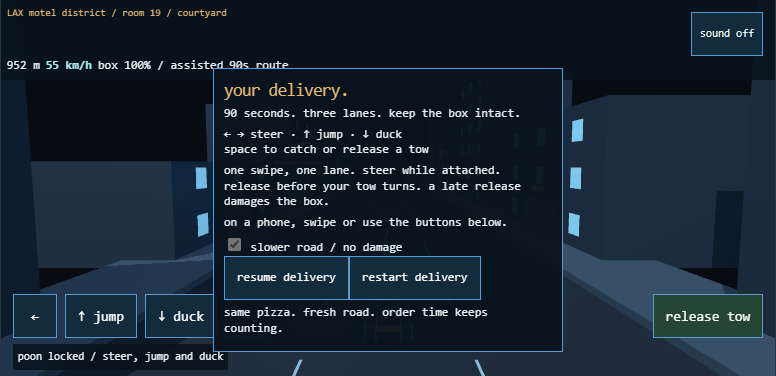 LAX motel district / room 19 / courtyard
sound off
952 m 55 km/h box 100% / assisted 90s route
your delivery.
90 seconds. three lanes. keep the box intact.
← → steer · ↑ jump · ↓ duck
space to catch or release a tow
one swipe, one lane. steer while attached.
release before your tow turns. a late release
damages the box.
on a phone, swipe or use the buttons below.
slower road / no damage
resume delivery restart delivery
same pizza. fresh road. order time keeps
counting.
← ↑ jump ↓ duck release tow
poon locked / steer, jump and duck